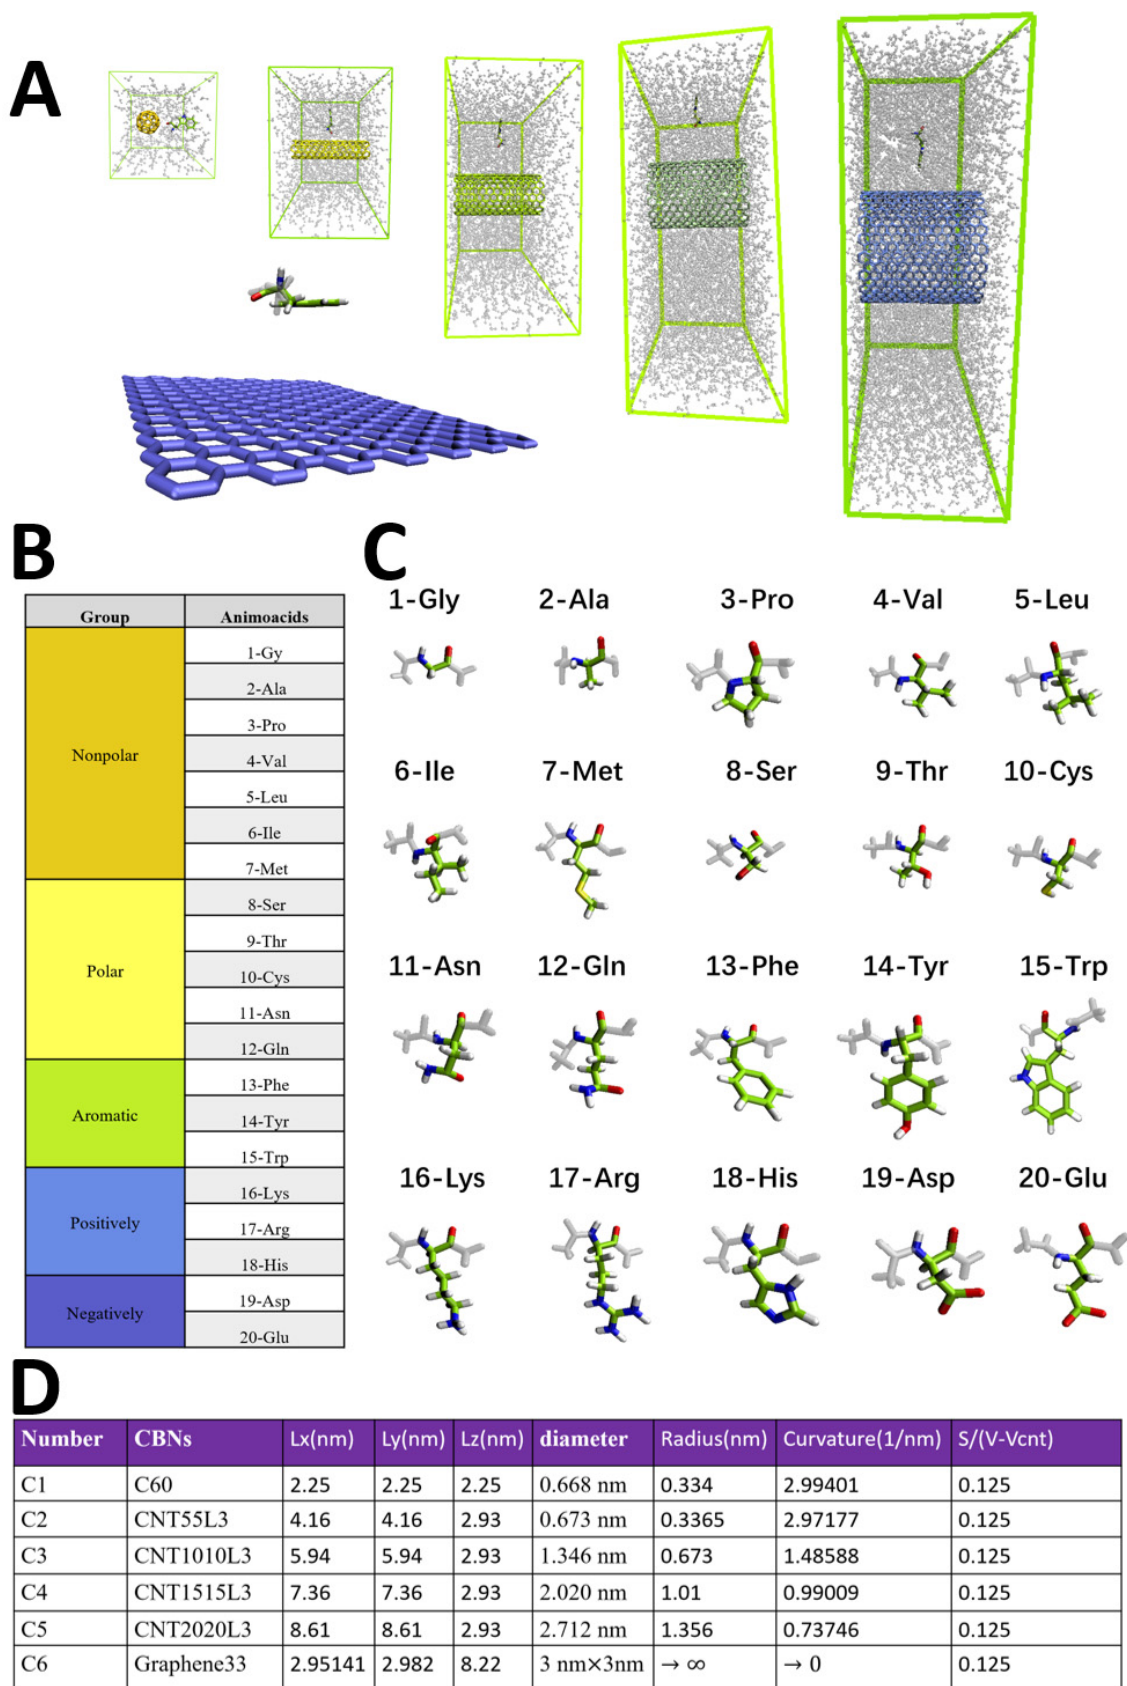 A
B
Group Animoacids
Nonpolar
1-Gy
2-Ala
3-Pro
4-Val
5-Leu
6-Ile
7-Met
Polar
8-Ser
9-Thr
10-Cys
11-Asn
12-Gln
Aromatic
13-Phe
14-Tyr
15-Trp
Positively
16-Lys
17-Arg
18-His
Negatively
19-Asp
20-Glu
C
1-Gly 2-Ala 3-Pro 4-Val 5-Leu
6-Ile 7-Met 8-Ser 9-Thr 10-Cys
11-Asn 12-Gln 13-Phe 14-Tyr 15-Trp
16-Lys 17-Arg 18-His 19-Asp 20-Glu
D
Number CBNs Lx(nm) Ly(nm) Lz(nm) diameter Radius(nm) Curvature(1/nm) S/(V-Vcnt)
C1 C60 2.25 2.25 2.25 0.668 nm 0.334 2.99401 0.125
C2 CNT55L3 4.16 4.16 2.93 0.673 nm 0.3365 2.97177 0.125
C3 CNT1010L3 5.94 5.94 2.93 1.346 nm 0.673 1.48588 0.125
C4 CNT1515L3 7.36 7.36 2.93 2.020 nm 1.01 0.99009 0.125
C5 CNT2020L3 8.61 8.61 2.93 2.712 nm 1.356 0.73746 0.125
C6 Graphene33 2.95141 2.982 8.22 3 nm×3nm → ∞ → 0 0.125